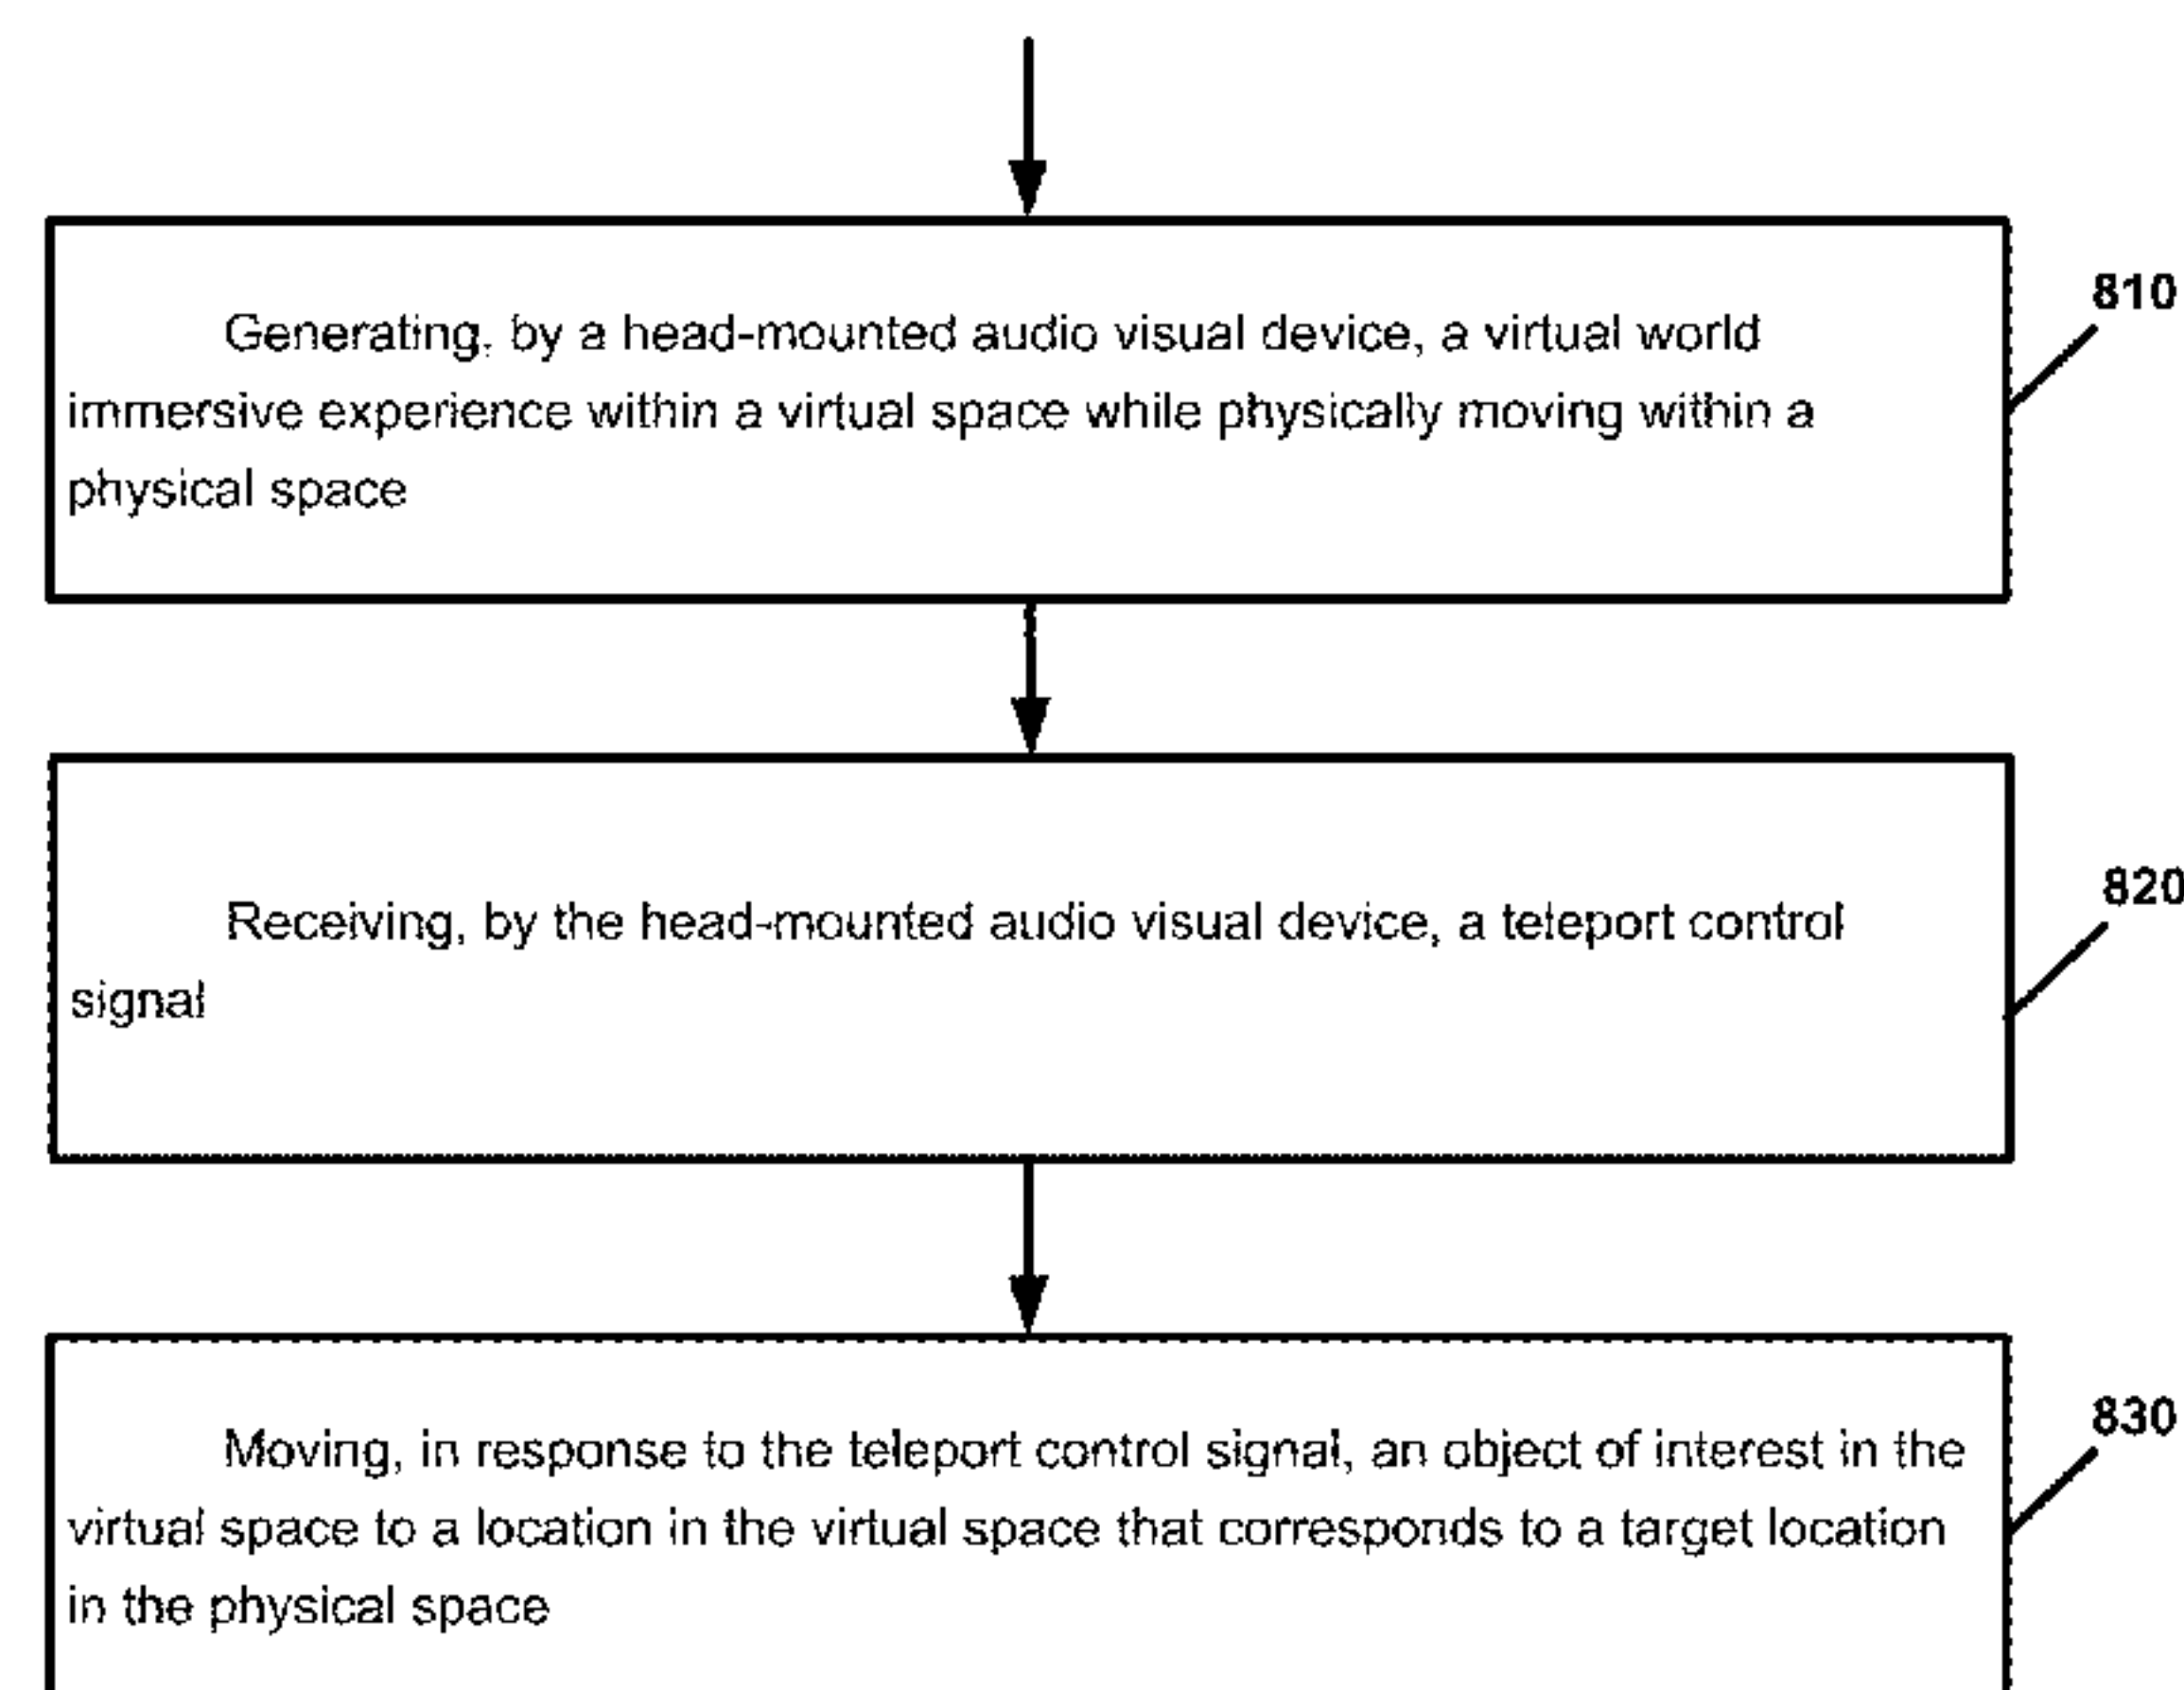 810
Generating, by a head-mounted audio visual device, a virtual world
immersive experience within a virtual space while physically moving within a
physical space
820
Receiving, by the head-mounted audio visual device, a teleport control
signal
830
Moving, in response to the teleport control signal, an object of interest in the
virtual space to a location in the virtual space that corresponds to a target location
in the physical space